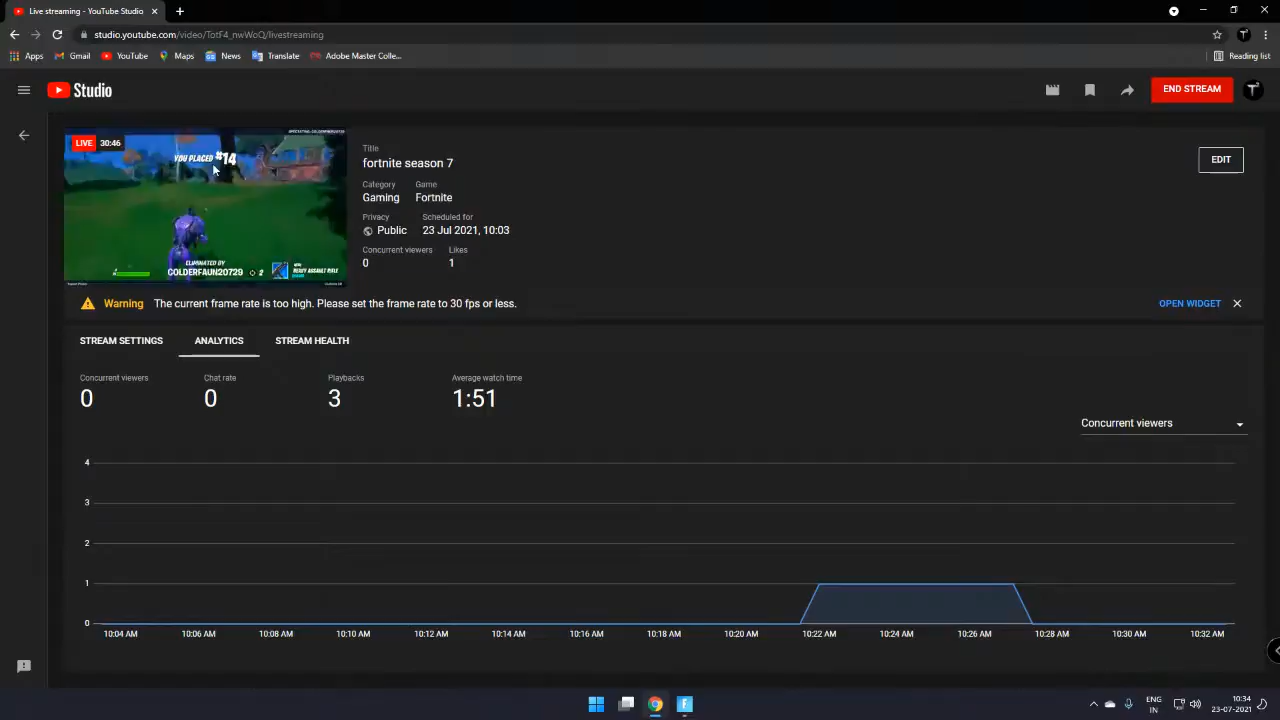 Live streaming - YouTube Studio
studio.youtube.com/video/TotF4_nwWoQ/livestreaming
Apps Gmail YouTube Maps News Translate Adobe Master Colle... Reading list
Studio
END STREAM
LIVE 30:46
YOU PLACED #14
ELIMINATED BY
COLDERFAUN20729 2
HEAVY ASSAULT RIFLE
Title
fortnite season 7
EDIT
Category Game
Gaming Fortnite
Privacy Scheduled for
Public 23 Jul 2021, 10:03
Concurrent viewers Likes
0 1
Warning The current frame rate is too high. Please set the frame rate to 30 fps or less. OPEN WIDGET
STREAM SETTINGS ANALYTICS STREAM HEALTH
Concurrent viewers Chat rate Playbacks Average watch time
0 0 3 1:51
Concurrent viewers
4
3
2
1
0
10:04 AM 10:06 AM 10:08 AM 10:10 AM 10:12 AM 10:14 AM 10:16 AM 10:18 AM 10:20 AM 10:22 AM 10:24 AM 10:26 AM 10:28 AM 10:30 AM 10:32 AM
ENG
IN
10:34
23-07-2021